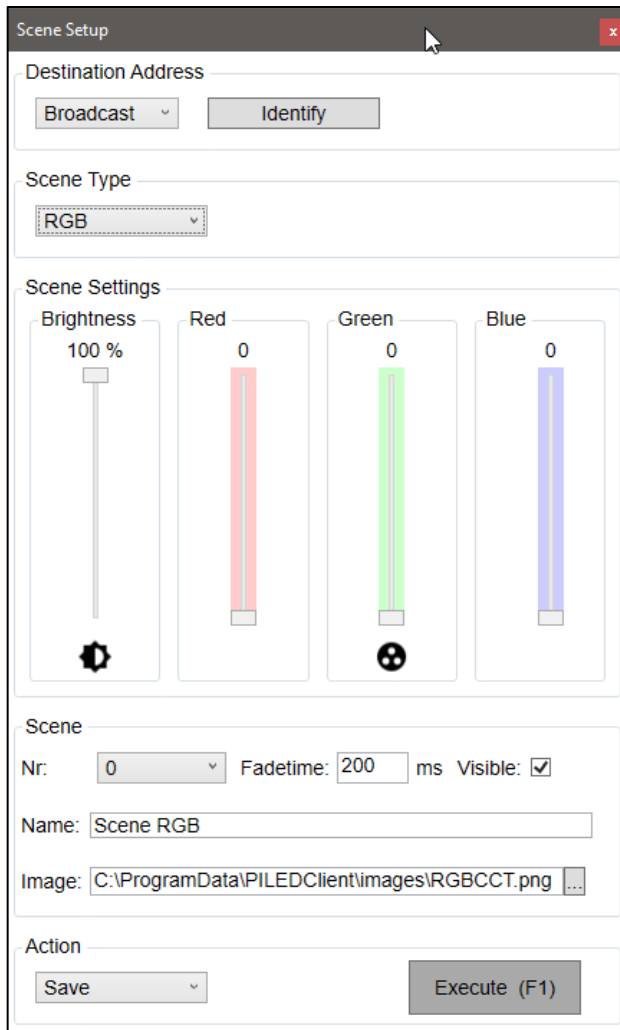 Scene Setup
x
Destination Address
Broadcast Identify
Scene Type
RGB
Scene Settings
Brightness Red Green Blue
100 % 0 0 0
Scene
Nr: 0 Fadetime: 200 ms Visible:
Name: Scene RGB
Image: C:\ProgramData\PILEDClient\images\RGBCCT.png ...
Action
Save Execute (F1)